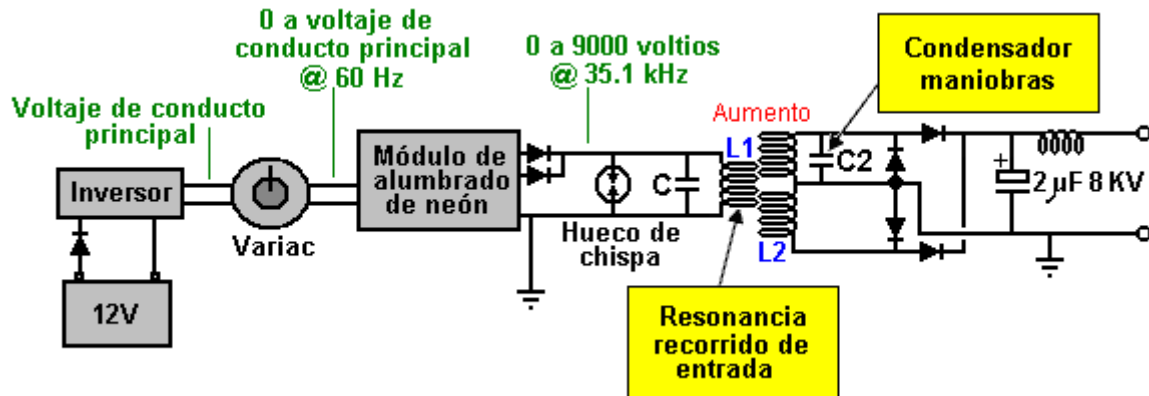 0 a voltaje de
conducto principal
@ 60 Hz
0 a 9000 voltios
@ 35.1 kHz
Condensador
maniobras
Voltaje de conducto
principal
Aumento
L1
Inversor
Módulo de
alumbrado
de neón
C
C2
+
2 µF 8 KV
Variac
Hueco de
chispa
L2
12V
Resonancia
recorrido de
entrada